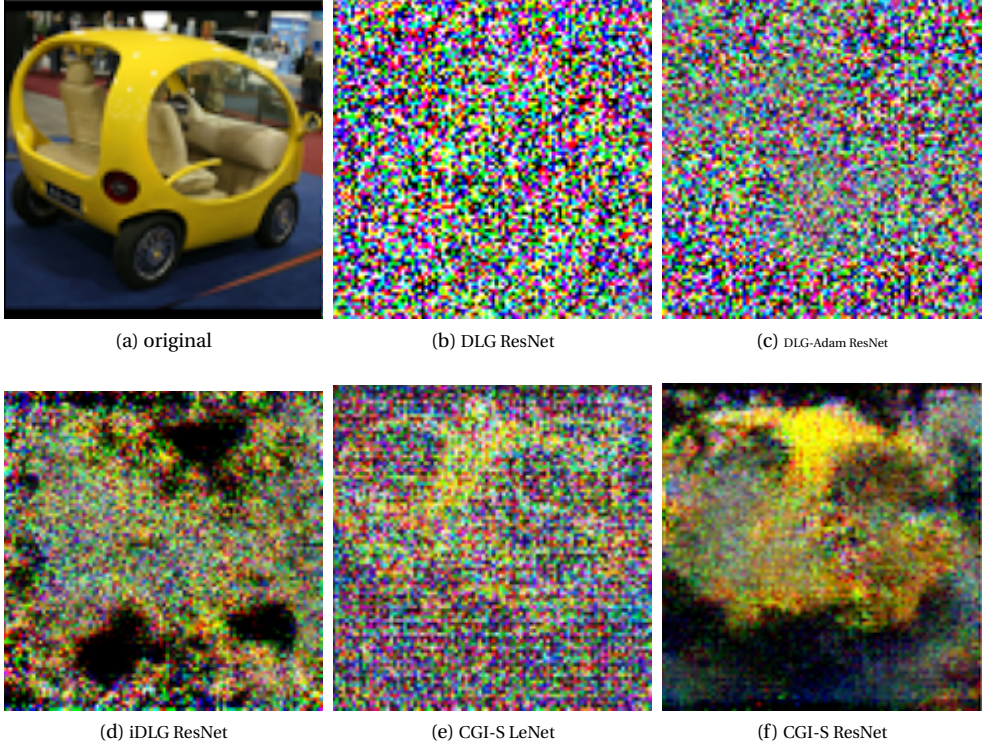 (a) original
(b) DLG ResNet
(c) DLG-Adam ResNet
(d) iDLG ResNet
(e) CGI-S LeNet
(f) CGI-S ResNet